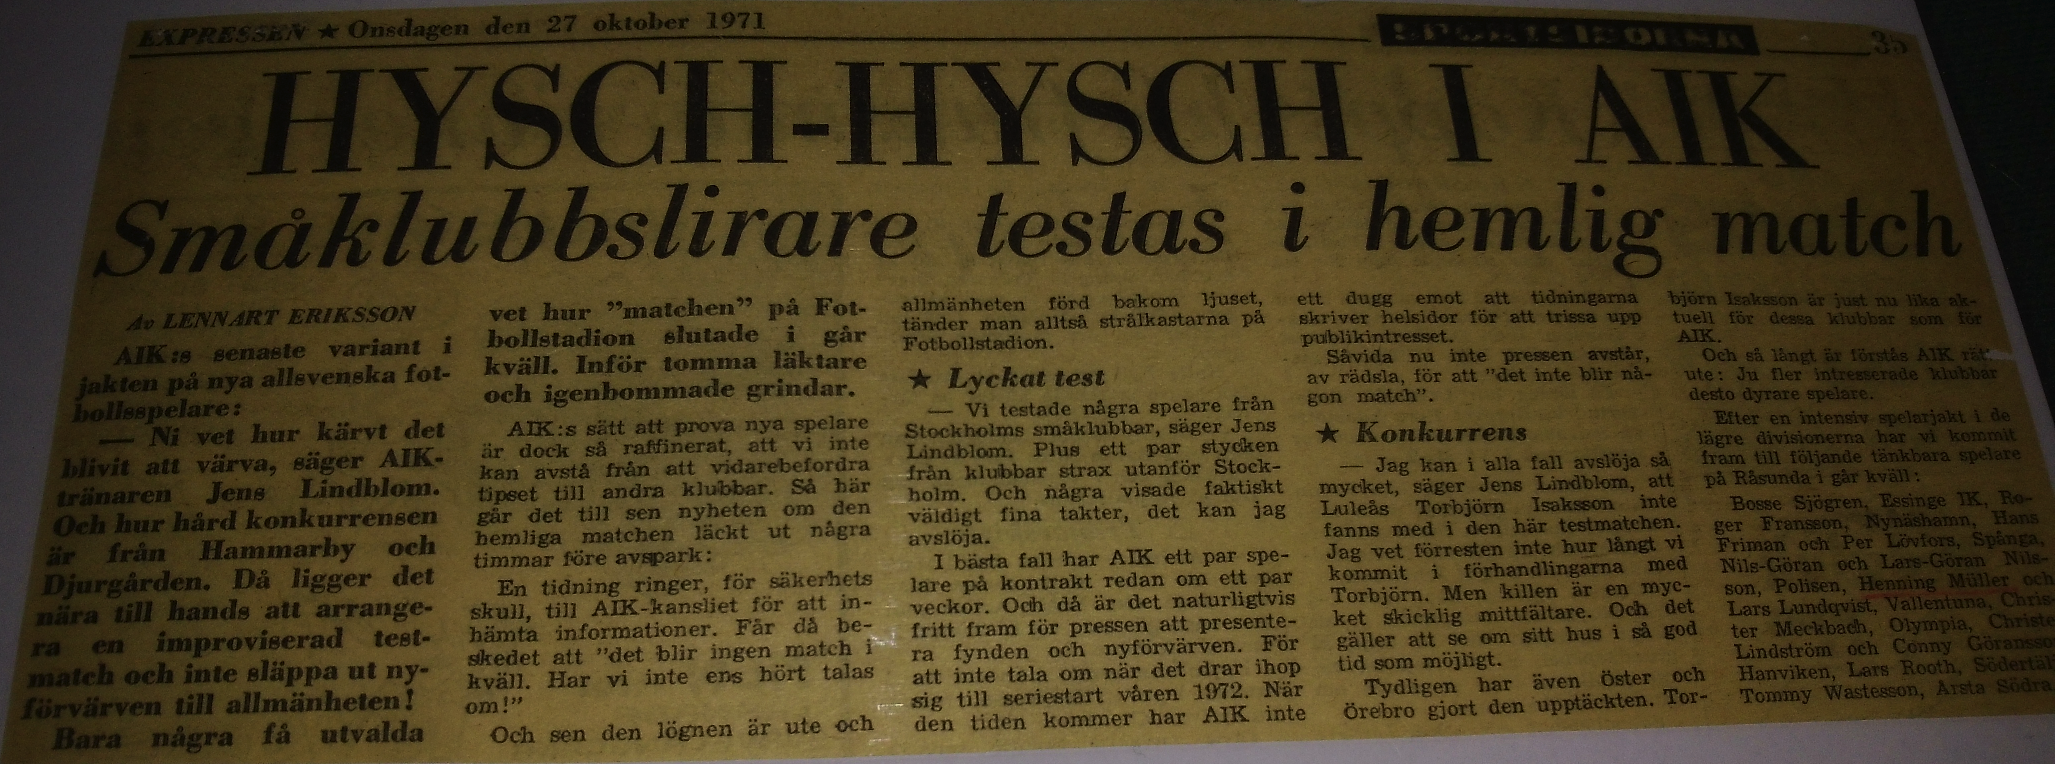 EXPRESSEN ★ Onsdagen den 27 oktober 1971
35
HYSCH-HYSCH I AIK
Småklubbslirare testas i hemlig match
Av LENNART ERIKSSON
AIK:s senaste variant i
jakten på nya allsvenska fot-
bollsspelare:
— Ni vet hur kärvt det
blivit att värva, säger AIK-
tränaren Jens Lindblom.
Och hur hård konkurrensen
är från Hammarby och
Djurgården. Då ligger det
nära till hands att arrange-
ra en improviserad test-
match och inte släppa ut ny-
förvärven till allmänheten!
Bara några få utvalda
vet hur ”matchen” på Fot-
bollstadion slutade i går
kväll. Inför tomma läktare
och igenbommade grindar.
AIK:s sätt att prova nya spelare
är dock så raffinerat, att vi inte
kan avstå från att vidarebefordra
tipset till andra klubbar. Så här
går det till sen nyheten om den
hemliga matchen läckt ut några
timmar före avspark:
En tidning ringer, för säkerhets
skull, till AIK-kansliet för att in-
hämta informationer. Får då be-
skedet att ”det blir ingen match i
kväll. Har vi inte ens hört talas
om!”
Och sen den lögnen är ute och
allmänheten förd bakom ljuset,
tänder man alltså strålkastarna på
Fotbollstadion.
★ Lyckat test
— Vi testade några spelare från
Stockholms småklubbar, säger Jens
Lindblom. Plus ett par stycken
från klubbar strax utanför Stock-
holm. Och några visade faktiskt
väldigt fina takter, det kan jag
avslöja.
I bästa fall har AIK ett par spe-
lare på kontrakt redan om ett par
veckor. Och då är det naturligtvis
fritt fram för pressen att presente-
ra fynden och nyförvärven. För
att inte tala om när det drar ihop
sig till seriestart våren 1972. När
den tiden kommer har AIK inte
ett dugg emot att tidningarna
skriver helsidor för att trissa upp
publikintresset.
Såvida nu inte pressen avstår,
av rädsla, för att ”det inte blir nå-
gon match”.
★ Konkurrens
— Jag kan i alla fall avslöja så
mycket, säger Jens Lindblom, att
Luleås Torbjörn Isaksson inte
fanns med i den här testmatchen.
Jag vet förresten inte hur långt vi
kommit i förhandlingarna med
Torbjörn. Men killen är en myc-
ket skicklig mittfältare. Och det
gäller att se om sitt hus i så god
tid som möjligt.
Tydligen har även Öster och
Örebro gjort den upptäckten. Tor-
björn Isaksson är just nu lika ak-
tuell för dessa klubbar som för
AIK.
Och så långt är förstås AIK rät
ute: Ju fler intresserade klubbar
desto dyrare spelare.
Efter en intensiv spelarjakt i de
lägre divisionerna har vi kommit
fram till följande tänkbara spelare
på Råsunda i går kväll:
Bosse Sjögren, Essinge IK, Ro-
ger Fransson, Nynäshamn, Hans
Friman och Per Lövfors, Spånga,
Nils-Göran och Lars-Göran Nils-
son, Polisen, Henning Müller och
Lars Lundqvist, Vallentuna, Chris-
ter Meckbach, Olympia, Christe
Lindström och Conny Göransso
Hanviken, Lars Rooth, Södertäl
Tommy Wastesson, Årsta Södra